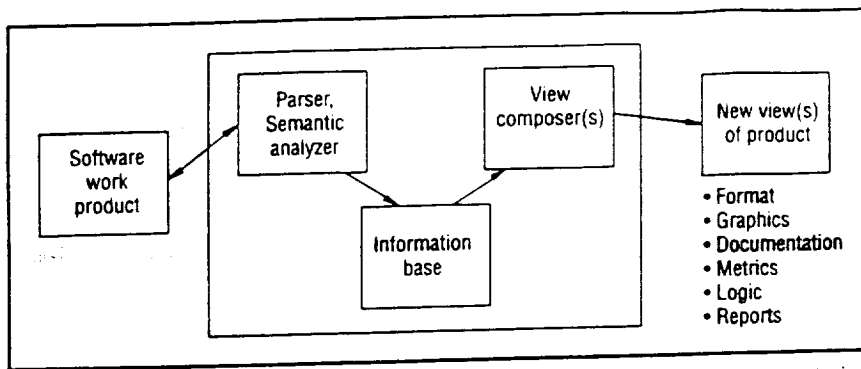 Software
work
product
Parser,
Semantic
analyzer
Information
base
View
composer(s)
New view(s)
of product
• Format
• Graphics
• Documentation
• Metrics
• Logic
• Reports